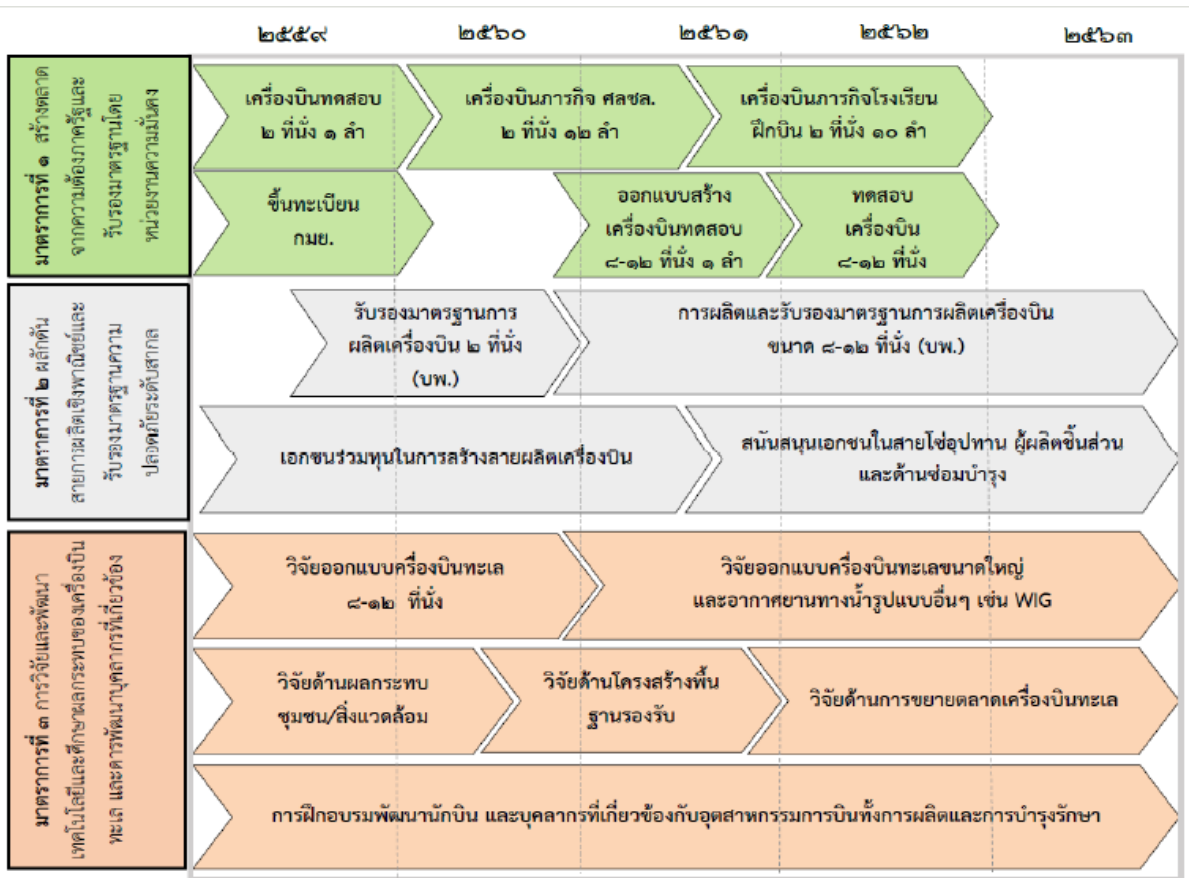 ๒๕๕๙
๒๕๖๐
๒๕๖๑
๒๕๖๒
๒๕๖๓
มาตราการที่ ๑ สร้างตลาด
จากความต้องภาครัฐและ
รับรองมาตรฐานโดย
หน่วยงานความมั่นคง
เครื่องบินทดสอบ
๒ ที่นั่ง ๑ ลำ
เครื่องบินภารกิจ ศลชล.
๒ ที่นั่ง ๑๒ ลำ
เครื่องบินภารกิจโรงเรียน
ฝึกบิน ๒ ที่นั่ง ๑๐ ลำ
ขึ้นทะเบียน
กมย.
ออกแบบสร้าง
เครื่องบินทดสอบ
๘-๑๒ ที่นั่ง ๑ ลำ
ทดสอบ
เครื่องบิน
๘-๑๒ ที่นั่ง
มาตราการที่ ๒ ผลักดัน
สายการผลิตเชิงพาณิชย์และ
รับรองมาตรฐานความ
ปลอดภัยระดับสากล
รับรองมาตรฐานการ
ผลิตเครื่องบิน ๒ ที่นั่ง
(บพ.)
การผลิตและรับรองมาตรฐานการผลิตเครื่องบิน
ขนาด ๘-๑๒ ที่นั่ง (บพ.)
เอกชนร่วมทุนในการสร้างสายผลิตเครื่องบิน
สนันสนุนเอกชนในสายโซ่อุปทาน ผู้ผลิตชิ้นส่วน
และด้านซ่อมบำรุง
มาตราการที่ ๓ การวิจัยและพัฒนา
เทคโนโลยีและศึกษาผลกระทบของเครื่องบิน
ทะเล และดารพัฒนาบุคลากรที่เกี่ยวข้อง
วิจัยออกแบบเครื่องบินทะเล
๘-๑๒ ที่นั่ง
วิจัยออกแบบเครื่องบินทะเลขนาดใหญ่
และอากาศยานทางน้ำรูปแบบอื่นๆ เช่น WIG
วิจัยด้านผลกระทบ
ชุมชน/สิ่งแวดล้อม
วิจัยด้านโครงสร้างพื้น
ฐานรองรับ
วิจัยด้านการขยายตลาดเครื่องบินทะเล
การฝึกอบรมพัฒนานักบิน และบุคลากรที่เกี่ยวข้องกับอุตสาหกรรมการบินทั้งการผลิตและการบำรุงรักษา